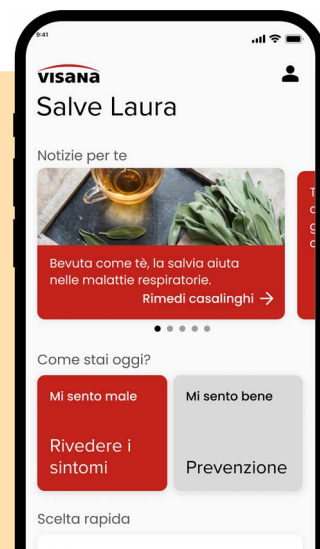 9:41
visana
Salve Laura
Notizie per te
Bevuta come tè, la salvia aiuta
nelle malattie respiratorie.
Rimedi casalinghi →
Come stai oggi?
Mi sento male
Mi sento bene
Rivedere i
sintomi
Prevenzione
Scelta rapida